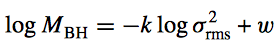 log M_BH = −k log σ²_rms + w